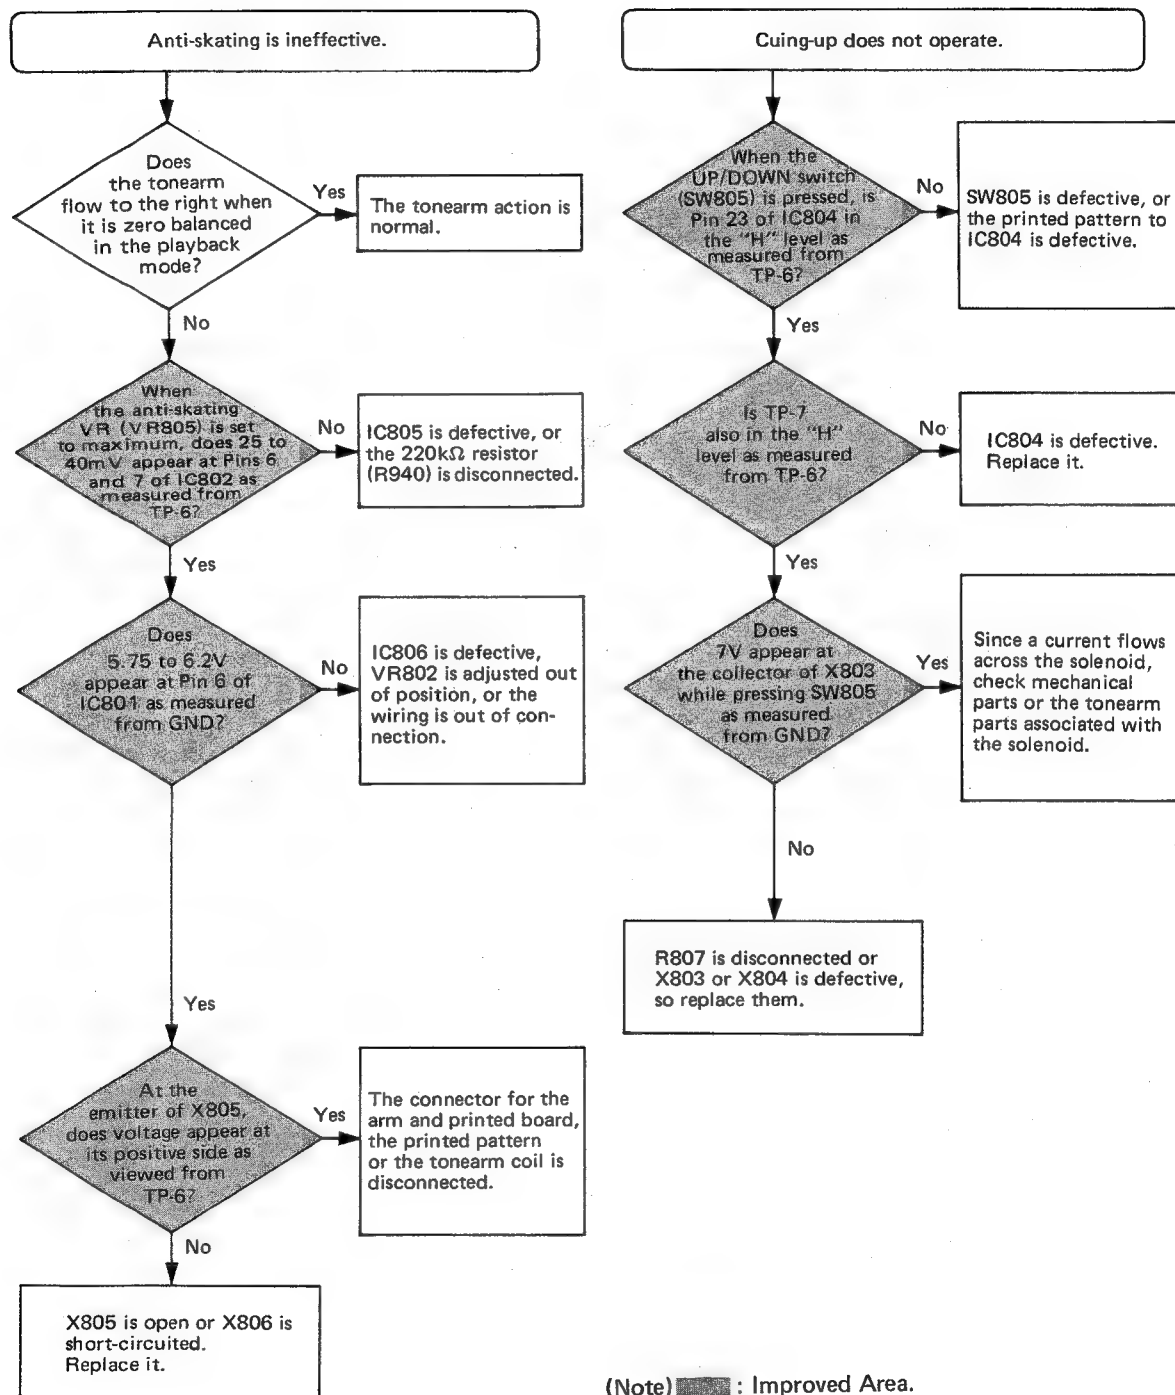 Anti-skating is ineffective.
Does
the tonearm
flow to the right when
it is zero balanced
in the playback
mode?
Yes
The tonearm action is
normal.
No
When
the anti-skating
VR (VR805) is set
to maximum, does 25 to
40mV appear at Pins 6
and 7 of IC802 as
measured from
TP-6?
No
IC805 is defective, or
the 220kΩ resistor
(R940) is disconnected.
Yes
Does
5.75 to 6.2V
appear at Pin 6 of
IC801 as measured
from GND?
No
IC806 is defective,
VR802 is adjusted out
of position, or the
wiring is out of con-
nection.
Yes
At the
emitter of X805,
does voltage appear at
its positive side as
viewed from
TP-6?
Yes
The connector for the
arm and printed board,
the printed pattern
or the tonearm coil is
disconnected.
No
X805 is open or X806 is
short-circuited.
Replace it.
Cuing-up does not operate.
When the
UP/DOWN switch
(SW805) is pressed, is
Pin 23 of IC804 in
the "H" level as
measured from
TP-6?
No
SW805 is defective, or
the printed pattern to
IC804 is defective.
Yes
Is TP-7
also in the "H"
level as measured
from TP-6?
No
IC804 is defective.
Replace it.
Yes
Does
7V appear at
the collector of X803
while pressing SW805
as measured
from GND?
Yes
Since a current flows
across the solenoid,
check mechanical
parts or the tonearm
parts associated with
the solenoid.
No
R807 is disconnected or
X803 or X804 is defective,
so replace them.
(Note) : Improved Area.